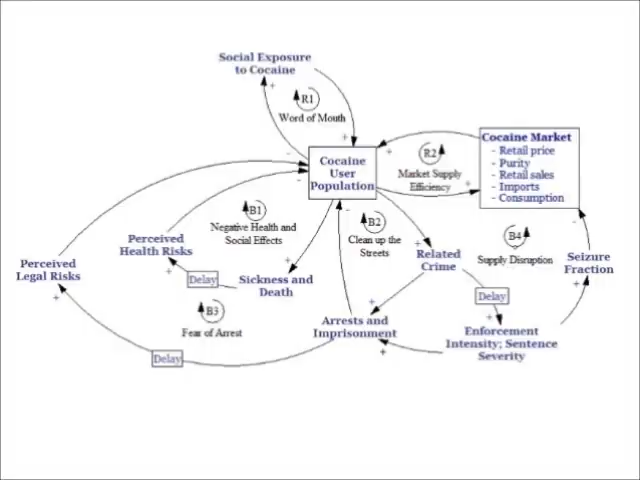 Social Exposure
to Cocaine
R1
Word of Mouth
Cocaine
User
Population
R2
Market Supply
Efficiency
Cocaine Market
- Retail price
- Purity
- Retail sales
- Imports
- Consumption
B1
Negative Health and
Social Effects
B2
Clean up the
Streets
B4
Supply Disruption
Perceived
Health Risks
Perceived
Legal Risks
Delay
Sickness and
Death
Related
Crime
Seizure
Fraction
Delay
B3
Fear of Arrest
Arrests and
Imprisonment
Enforcement
Intensity; Sentence
Severity
Delay